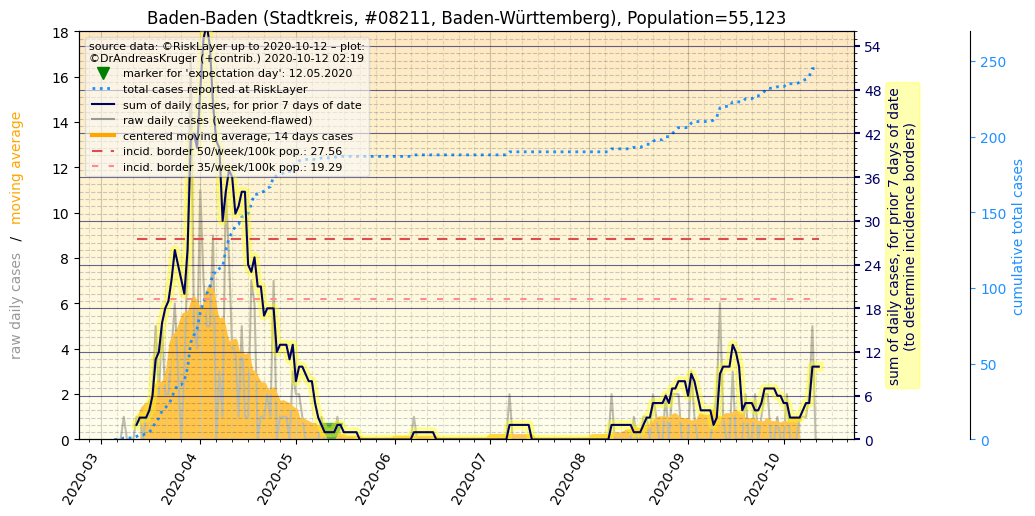 Baden-Baden (Stadtkreis, #08211, Baden-Württemberg), Population=55,123
source data: ©RiskLayer up to 2020-10-12 – plot:
©DrAndreasKruger (+contrib.) 2020-10-12 02:19
marker for 'expectation day': 12.05.2020
total cases reported at RiskLayer
sum of daily cases, for prior 7 days of date
raw daily cases (weekend-flawed)
centered moving average, 14 days cases
incid. border 50/week/100k pop.: 27.56
incid. border 35/week/100k pop.: 19.29
raw daily cases / moving average
18
16
14
12
10
8
6
4
2
0
54
48
42
36
30
24
18
12
6
0
sum of daily cases, for prior 7 days of date
(to determine incidence borders)
250
200
150
100
50
0
cumulative total cases
2020-03
2020-04
2020-05
2020-06
2020-07
2020-08
2020-09
2020-10